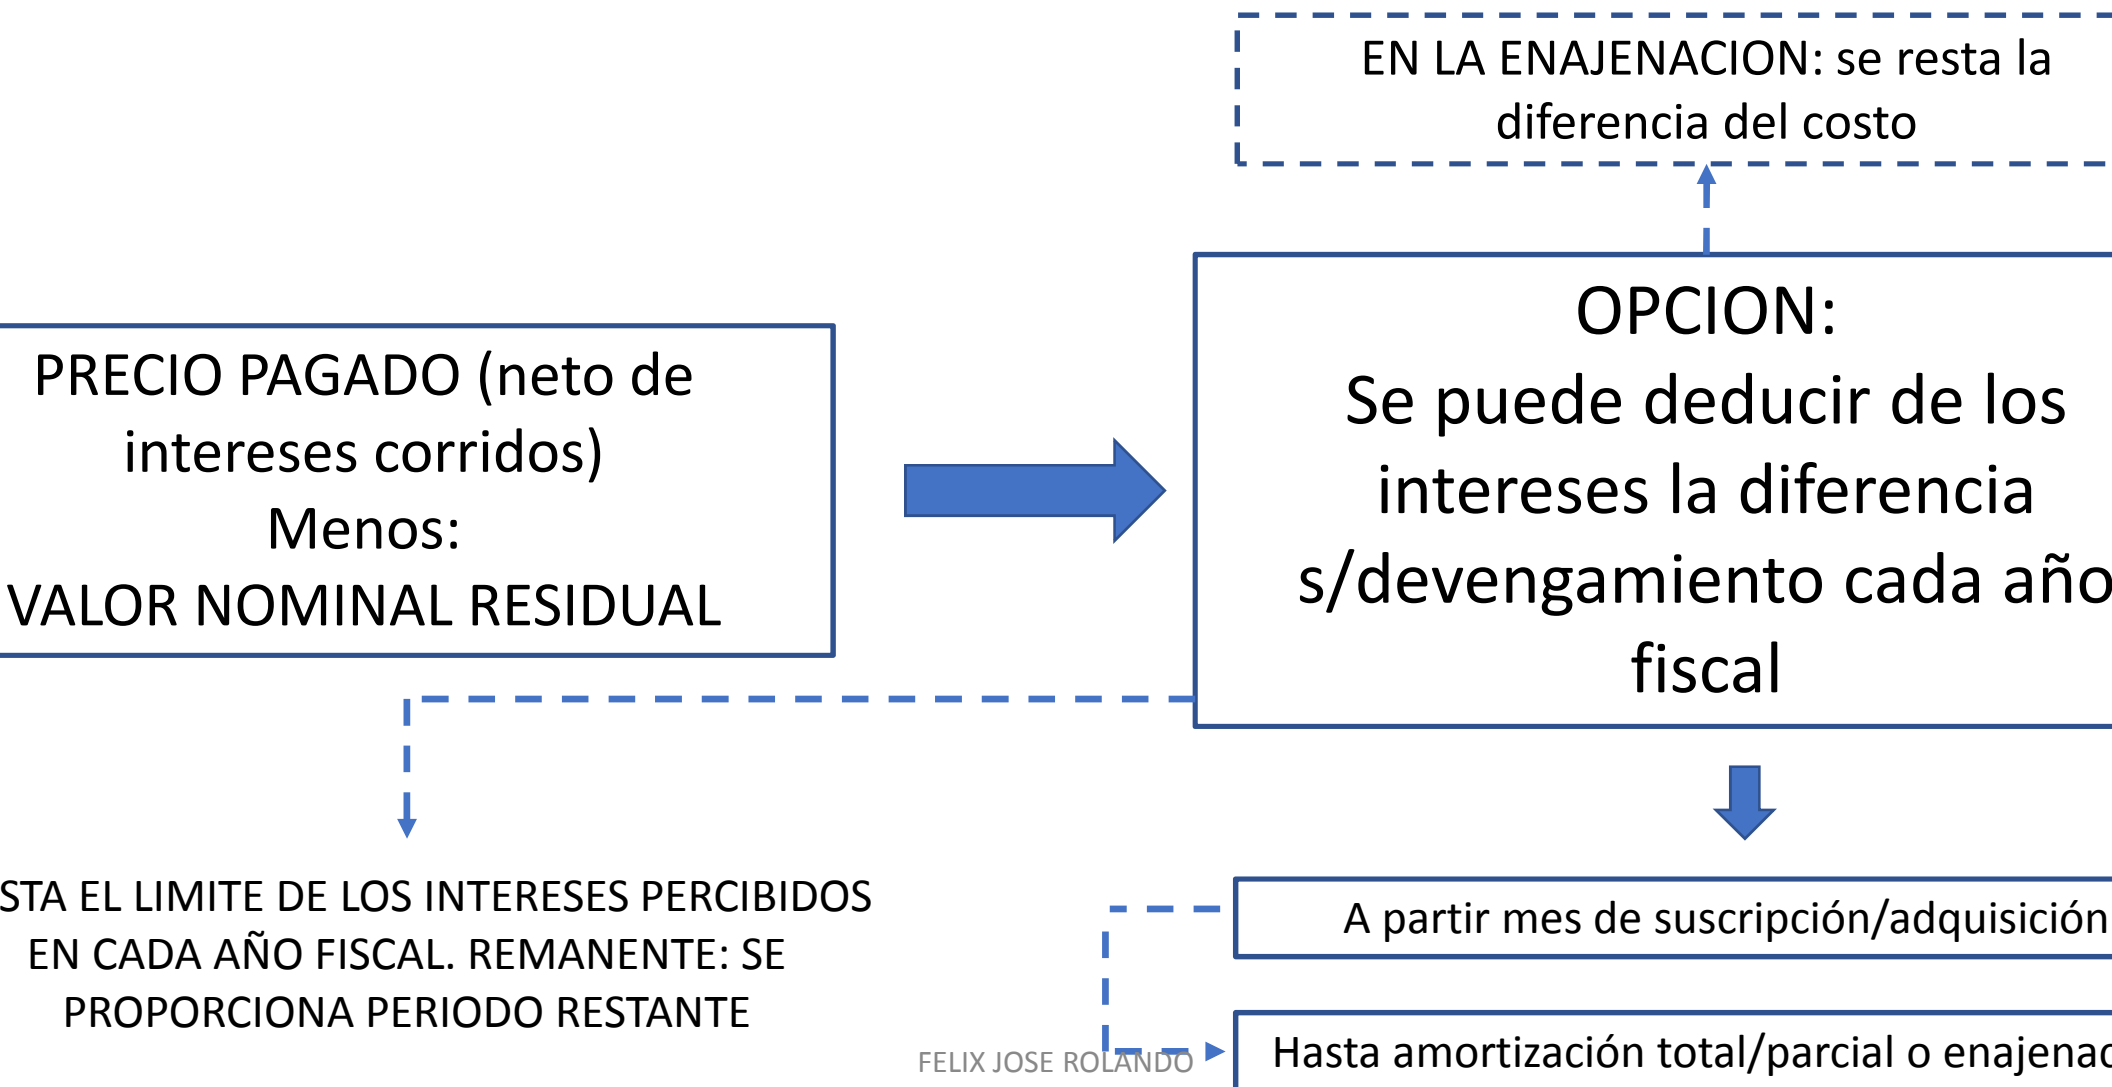 EN LA ENAJENACION: se resta la
diferencia del costo
PRECIO PAGADO (neto de
intereses corridos)
Menos:
VALOR NOMINAL RESIDUAL
OPCION:
Se puede deducir de los
intereses la diferencia
s/devengamiento cada año
fiscal
EL LIMITE DE LOS INTERESES PERCIBIDOS
EN CADA AÑO FISCAL. REMANENTE: SE
PROPORCIONA PERIODO RESTANTE
A partir mes de suscripción/adquisición
Hasta amortización total/parcial o
FELIX JOSE ROLANDO